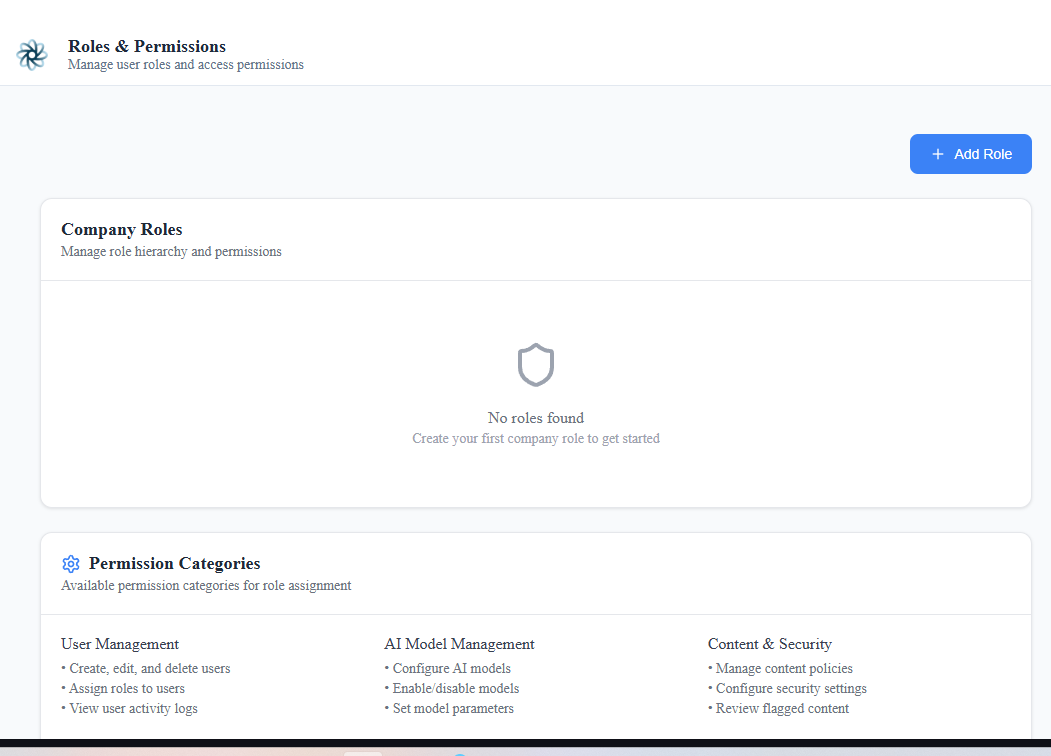 Roles & Permissions
Manage user roles and access permissions
Add Role
Company Roles
Manage role hierarchy and permissions
No roles found
Create your first company role to get started
Permission Categories
Available permission categories for role assignment
User Management
• Create, edit, and delete users
• Assign roles to users
• View user activity logs
AI Model Management
• Configure AI models
• Enable/disable models
• Set model parameters
Content & Security
• Manage content policies
• Configure security settings
• Review flagged content